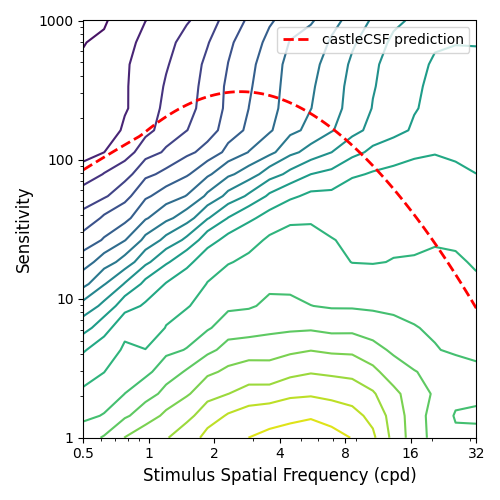 1000
castleCSF prediction
100
Sensitivity
10
1
0.5 1 2 4 8 16 32
Stimulus Spatial Frequency (cpd)